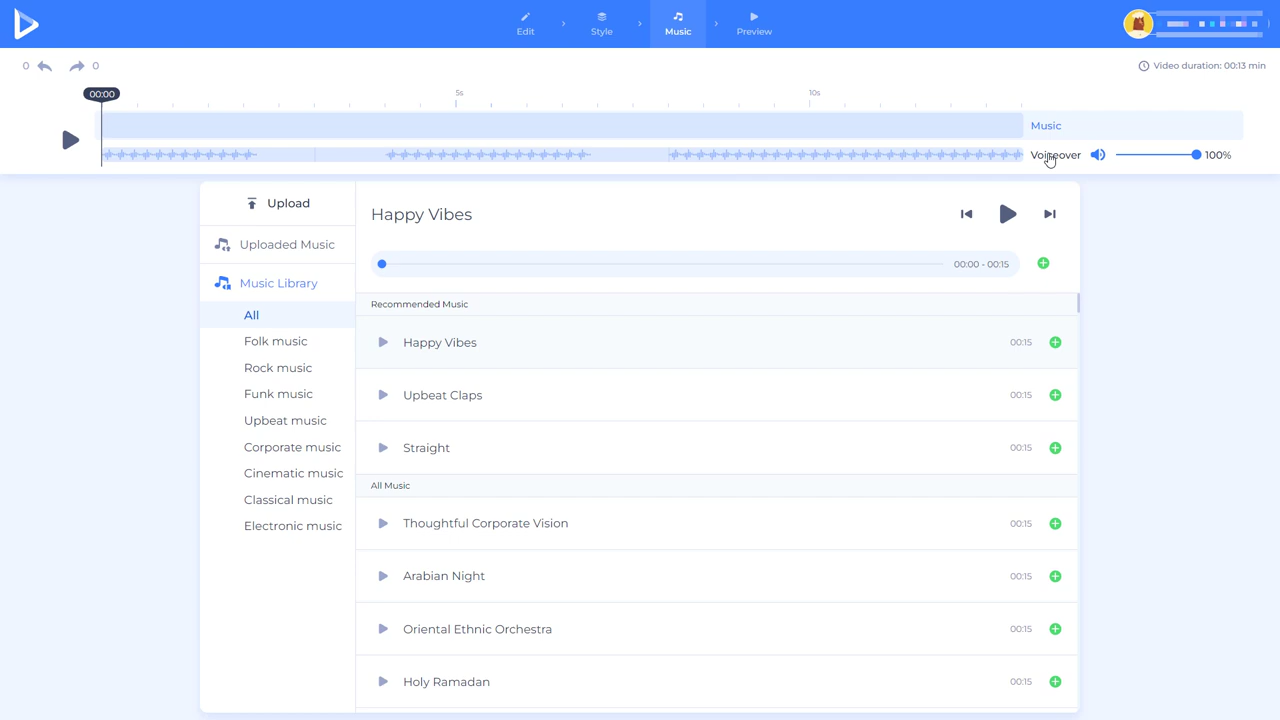 Edit
Style
Music
Preview
0
0
Video duration: 00:13 min
00:00
5s
10s
Music
Voiceover
100%
Upload
Uploaded Music
Music Library
All
Folk music
Rock music
Funk music
Upbeat music
Corporate music
Cinematic music
Classical music
Electronic music
Happy Vibes
00:00 - 00:15
Recommended Music
Happy Vibes 00:15
Upbeat Claps 00:15
Straight 00:15
All Music
Thoughtful Corporate Vision 00:15
Arabian Night 00:15
Oriental Ethnic Orchestra 00:15
Holy Ramadan 00:15